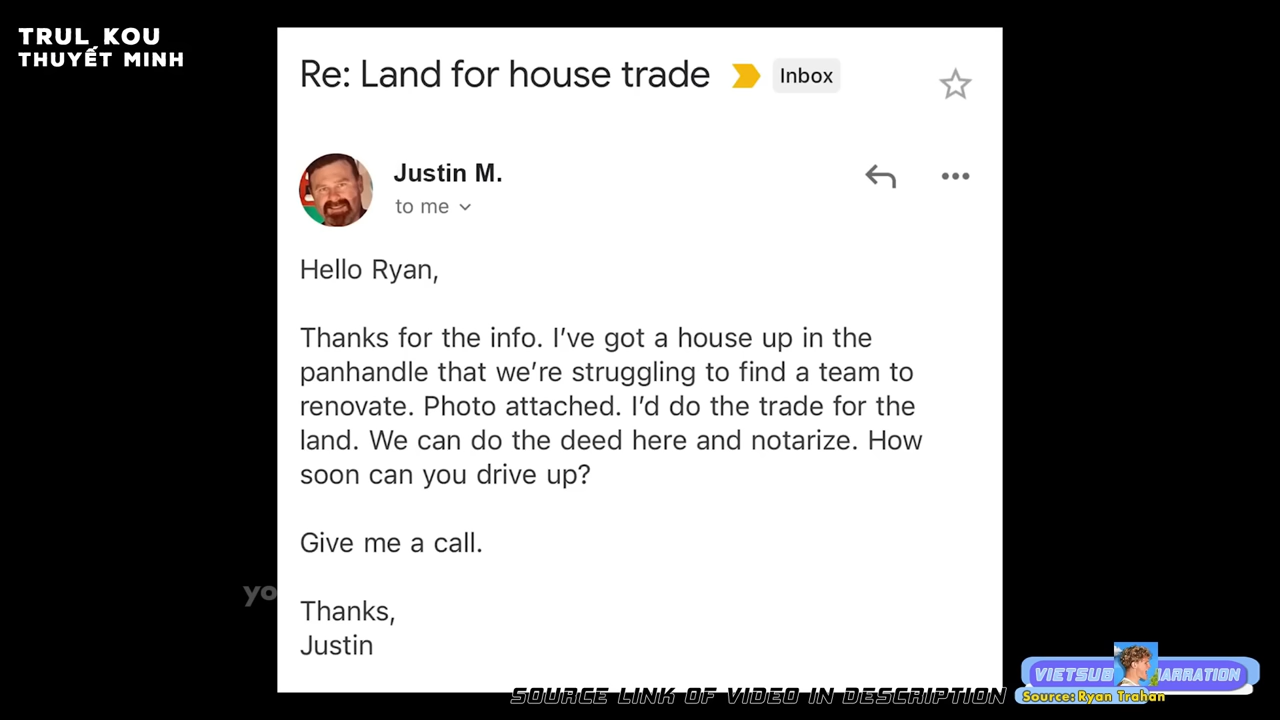 TRUL KOU
THUYẾT MINH
Re: Land for house trade
Inbox
Justin M.
to me
Hello Ryan,
Thanks for the info. I've got a house up in the
panhandle that we're struggling to find a team to
renovate. Photo attached. I'd do the trade for the
land. We can do the deed here and notarize. How
soon can you drive up?
Give me a call.
yo
Thanks,
Justin
VIETSUB ARRATION
Source: Ryan Trahan
SOURCE LINK OF VIDEO IN DESCRIPTION